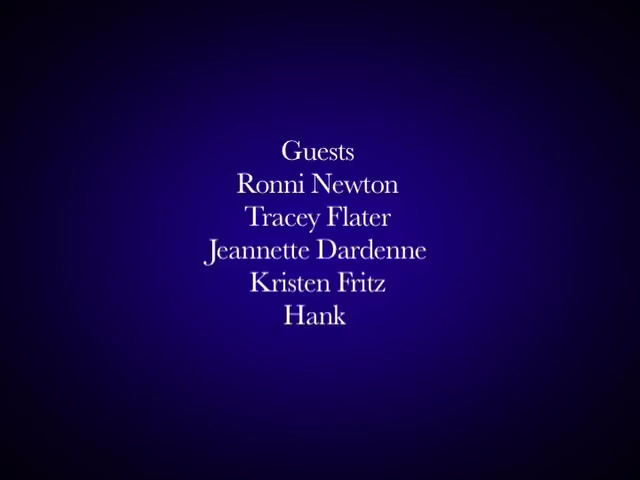 Guests
Ronni Newton
Tracey Flater
Jeannette Dardenne
Kristen Fritz
Hank